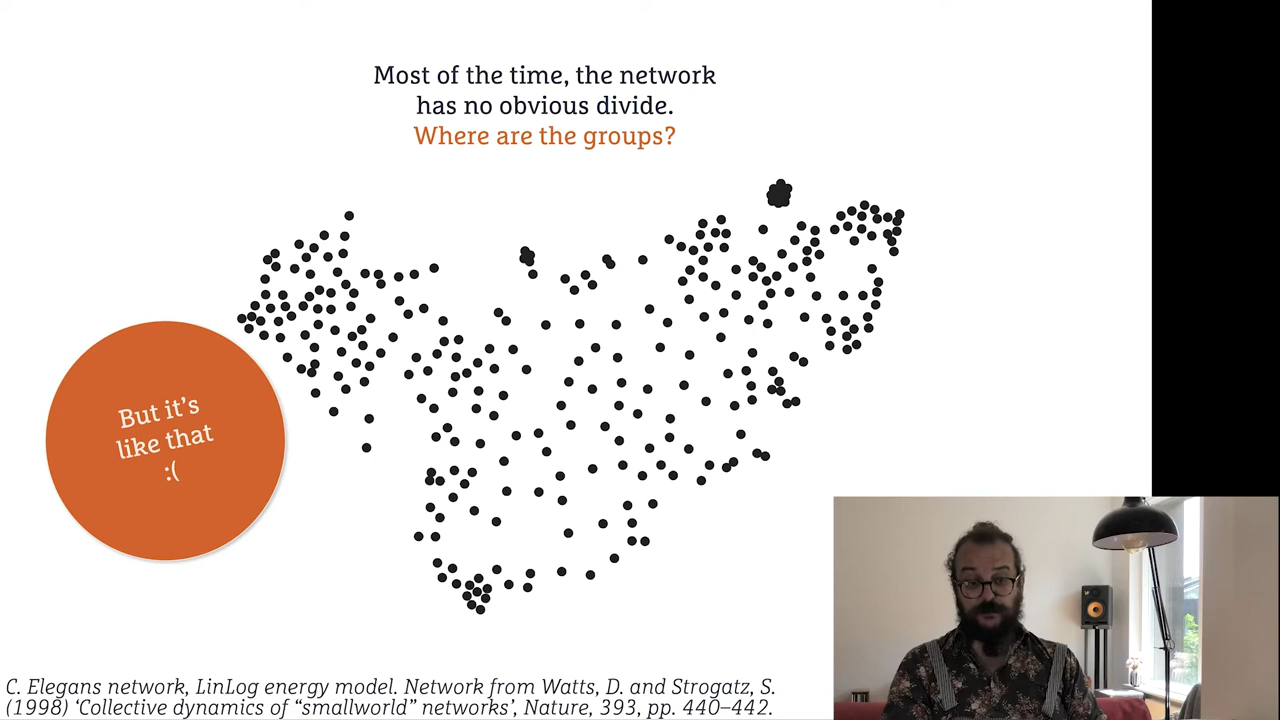 Most of the time, the network
has no obvious divide.
Where are the groups?
But it's
like that
:(
C. Elegans network, LinLog energy model. Network from Watts, D. and Strogatz, S.
(1998) ‘Collective dynamics of “smallworld” networks’, Nature, 393, pp. 440–442.